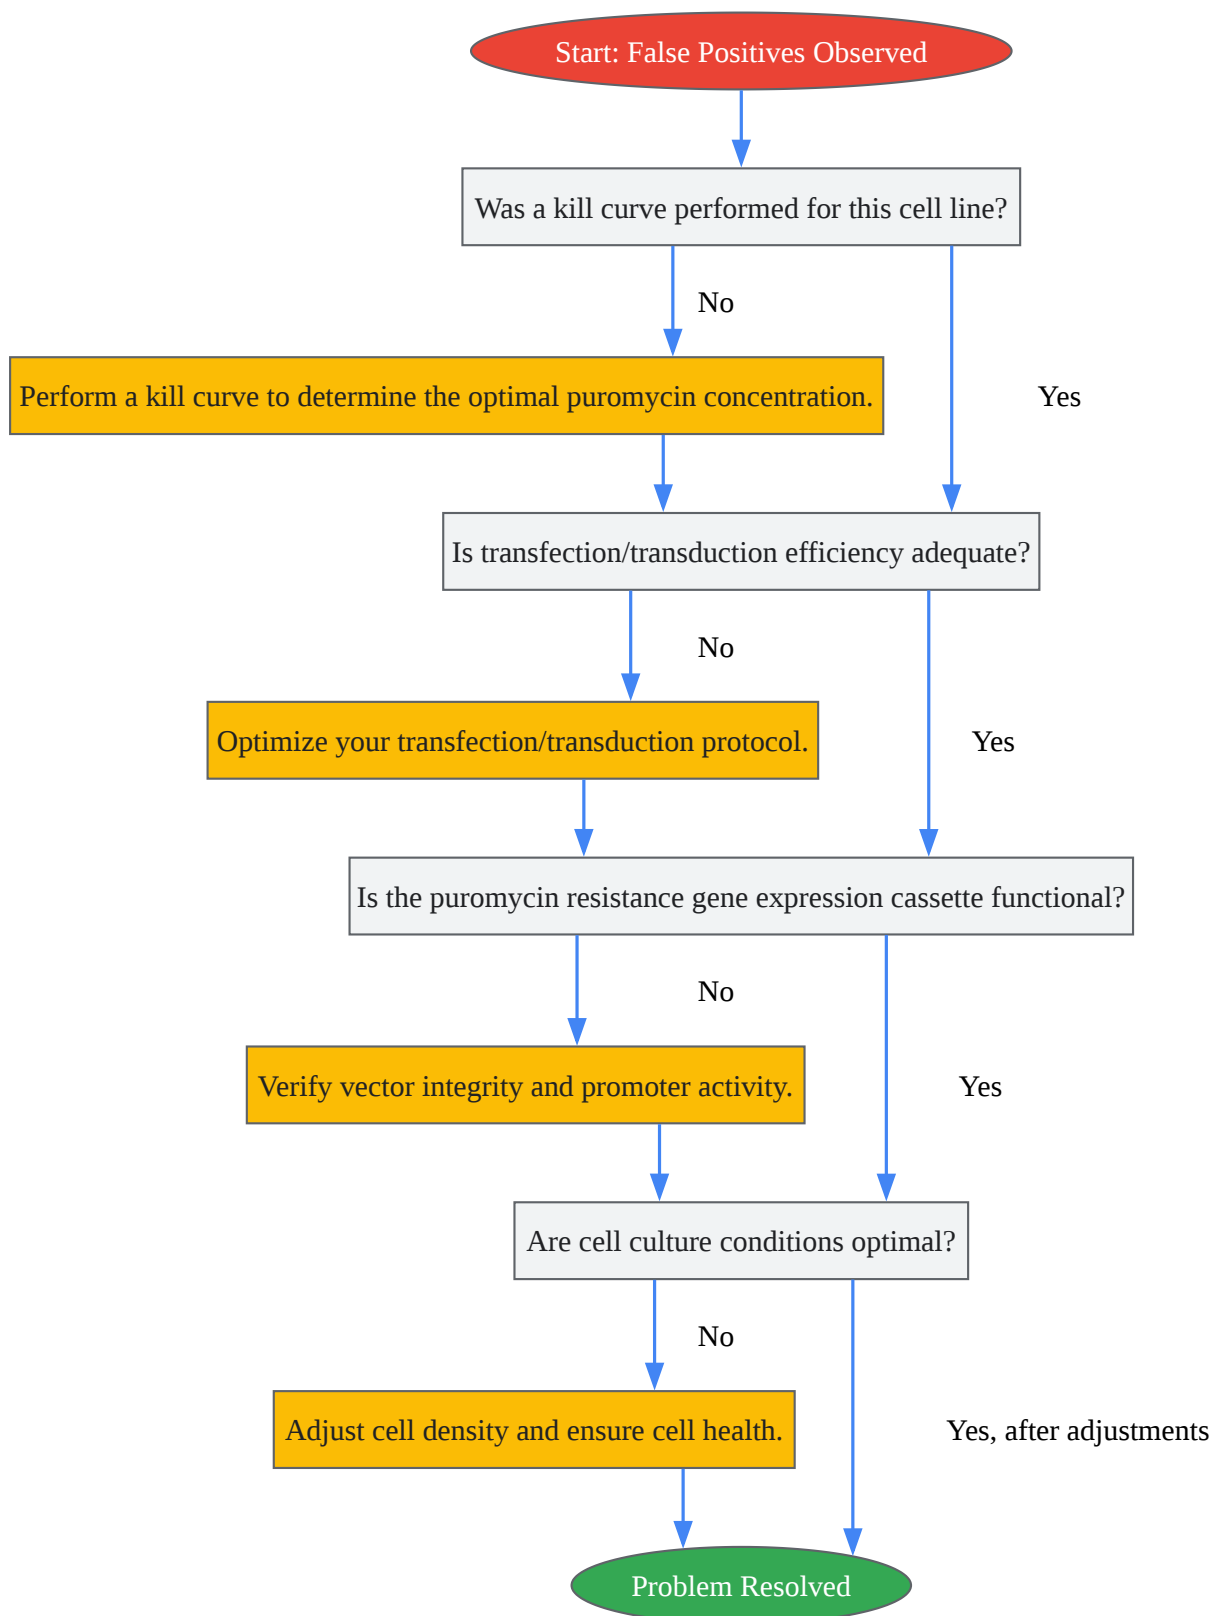 Start: False Positives Observed
Was a kill curve performed for this cell line?
No
Perform a kill curve to determine the optimal puromycin concentration.
Yes
Is transfection/transduction efficiency adequate?
No
Optimize your transfection/transduction protocol.
Yes
Is the puromycin resistance gene expression cassette functional?
No
Verify vector integrity and promoter activity.
Yes
Are cell culture conditions optimal?
No
Adjust cell density and ensure cell health.
Yes, after adjustments
Problem Resolved